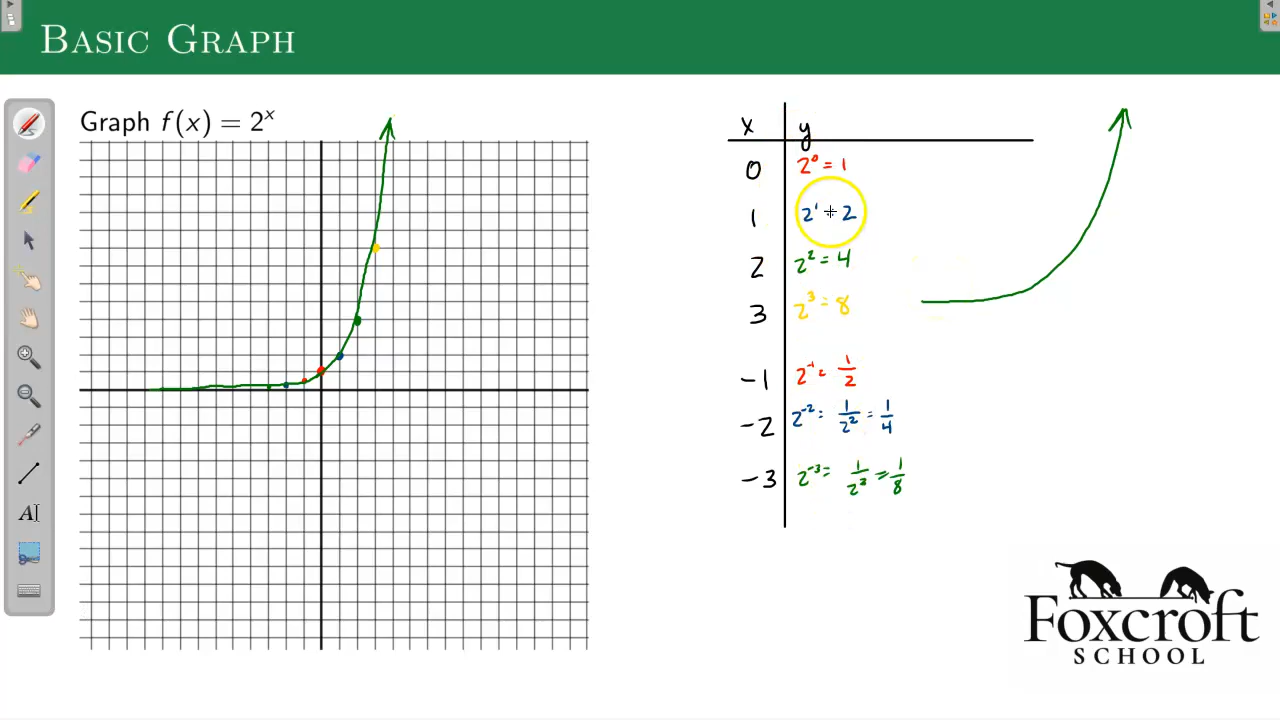 BASIC GRAPH
Graph f(x) = 2ˣ
x y
0 2⁰ = 1
1 2¹ = 2
2 2² = 4
3 2³ = 8
-1 2⁻¹ = 1/2
-2 2⁻² = 1/2² = 1/4
-3 2⁻³ = 1/2³ = 1/8
A
Foxcroft
SCHOOL